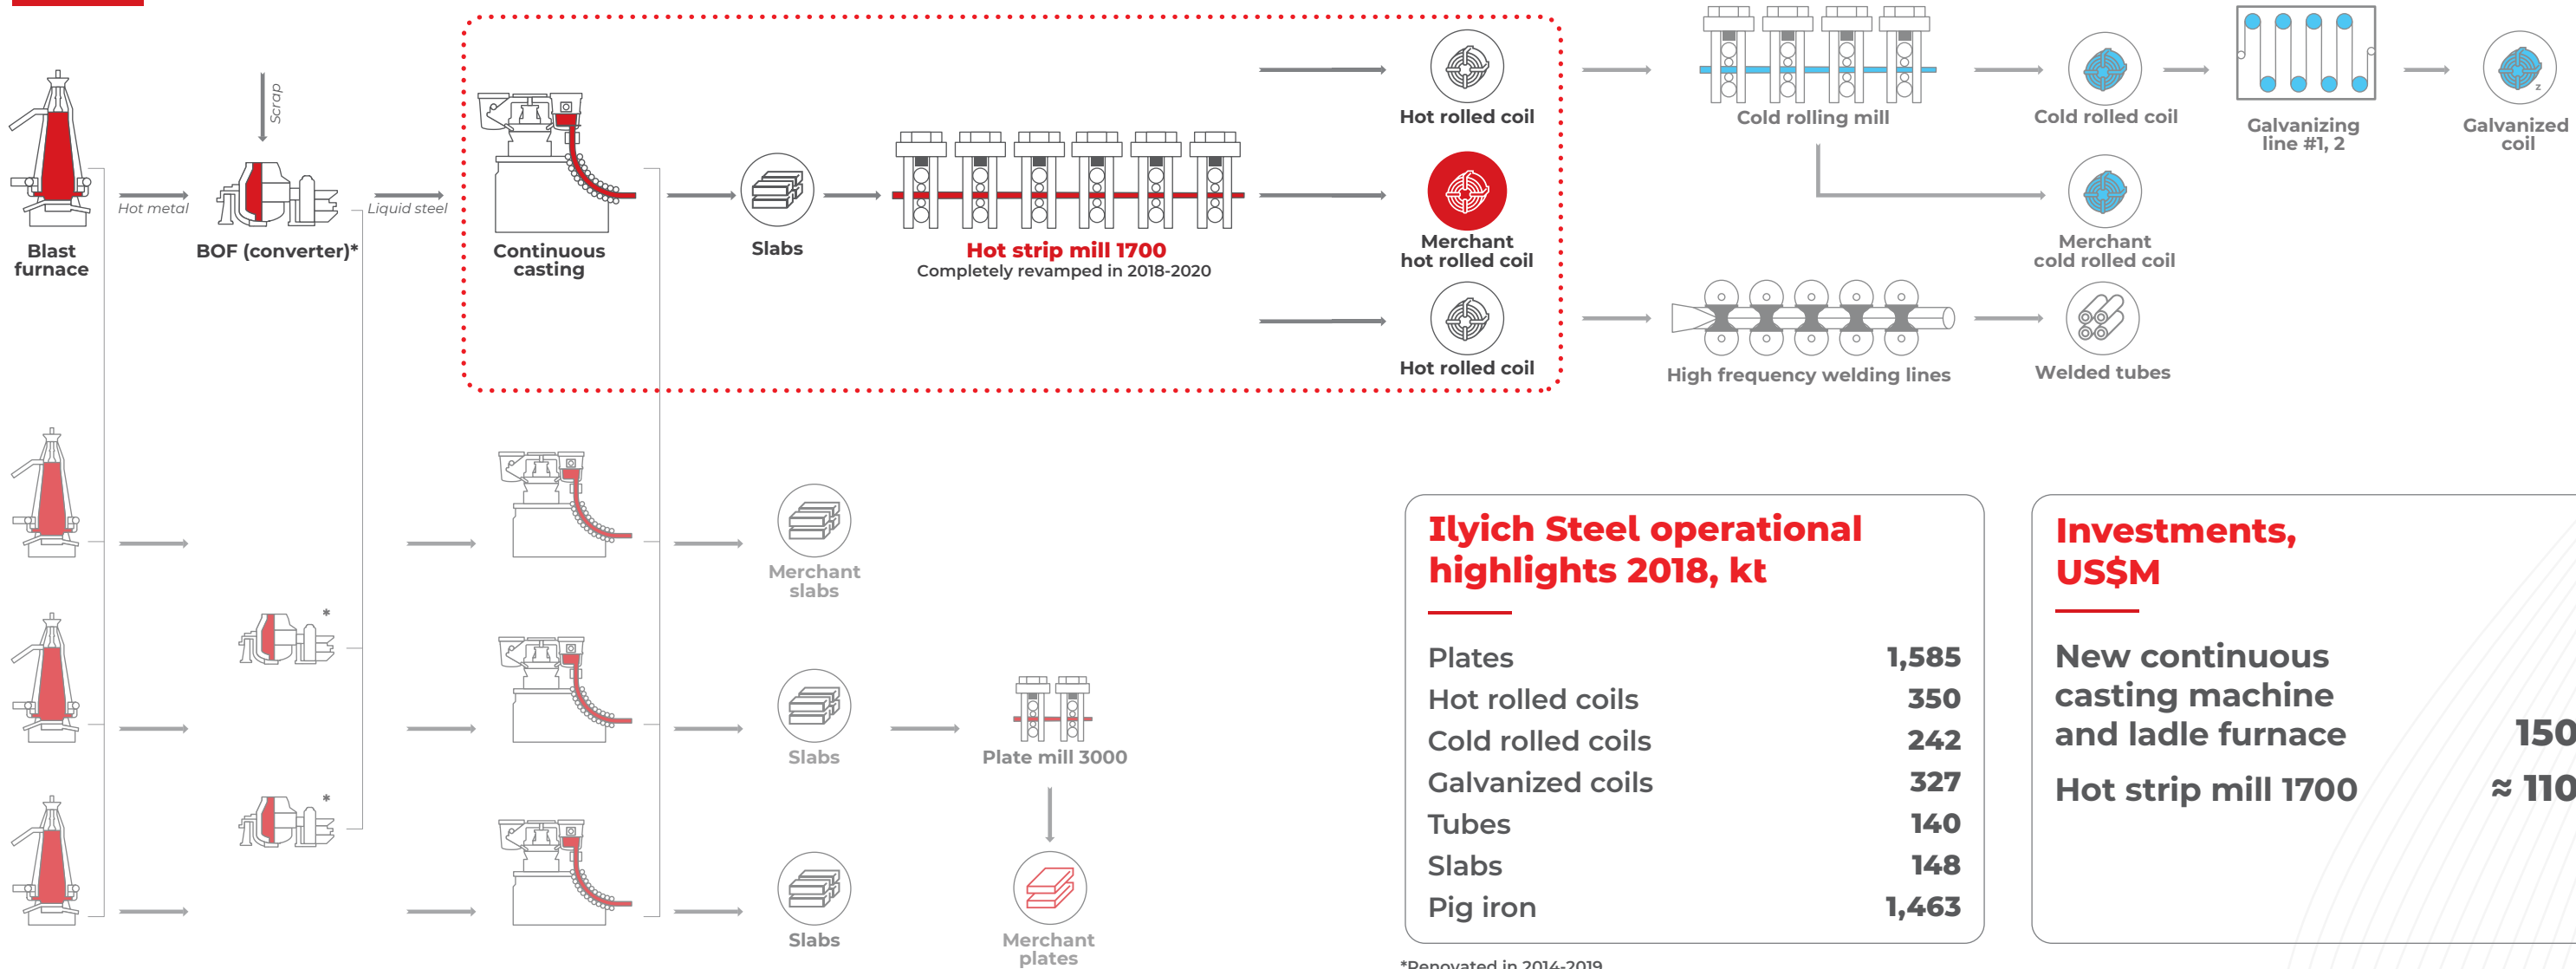 Scrap
Hot metal
Liquid steel
Blast
furnace
BOF (converter)*
Continuous
casting
Slabs
Hot strip mill 1700
Completely revamped in 2018-2020
Hot rolled coil
Merchant
hot rolled coil
Hot rolled coil
Cold rolling mill
Cold rolled coil
Galvanizing
line #1, 2
z
Galvanized
coil
Merchant
cold rolled coil
High frequency welding lines
Welded tubes
Merchant
slabs
*
Slabs
Plate mill 3000
*
Slabs
Merchant
plates
Ilyich Steel operational
highlights 2018, kt
Plates 1,585
Hot rolled coils 350
Cold rolled coils 242
Galvanized coils 327
Tubes 140
Slabs 148
Pig iron 1,463
*Renovated in 2014-2019
Investments,
US$M
New continuous
casting machine
and ladle furnace 150
Hot strip mill 1700 ≈ 110